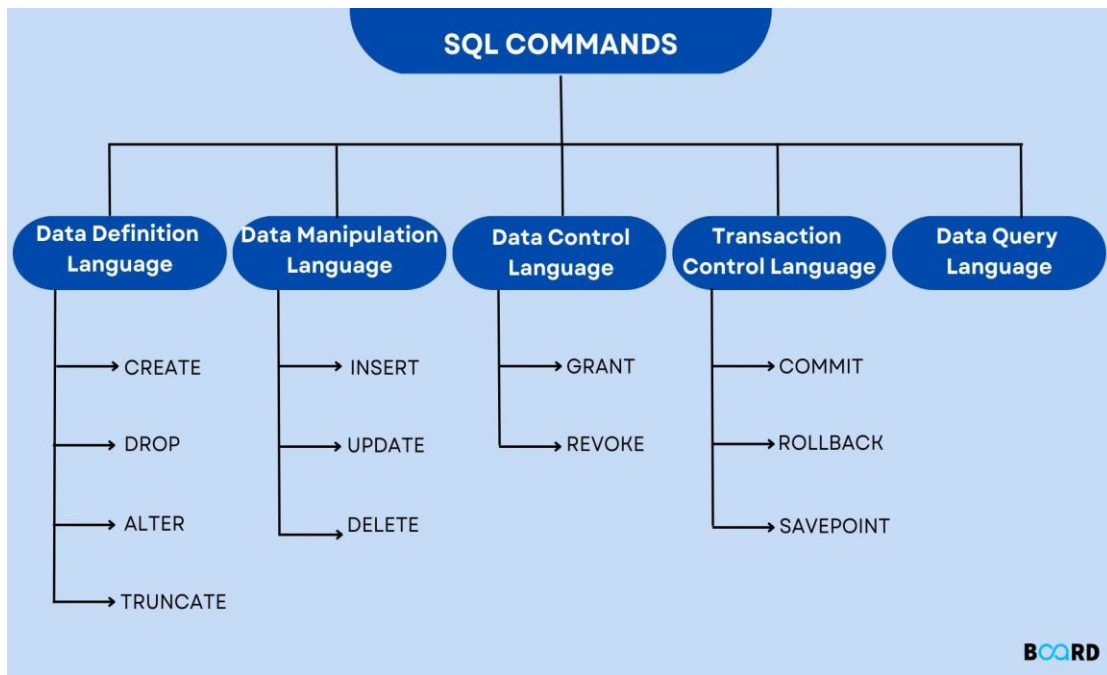 SQL COMMANDS
Data Definition
Language
Data Manipulation
Language
Data Control
Language
Transaction
Control Language
Data Query
Language
CREATE
DROP
ALTER
TRUNCATE
INSERT
UPDATE
DELETE
GRANT
REVOKE
COMMIT
ROLLBACK
SAVEPOINT
BOARD